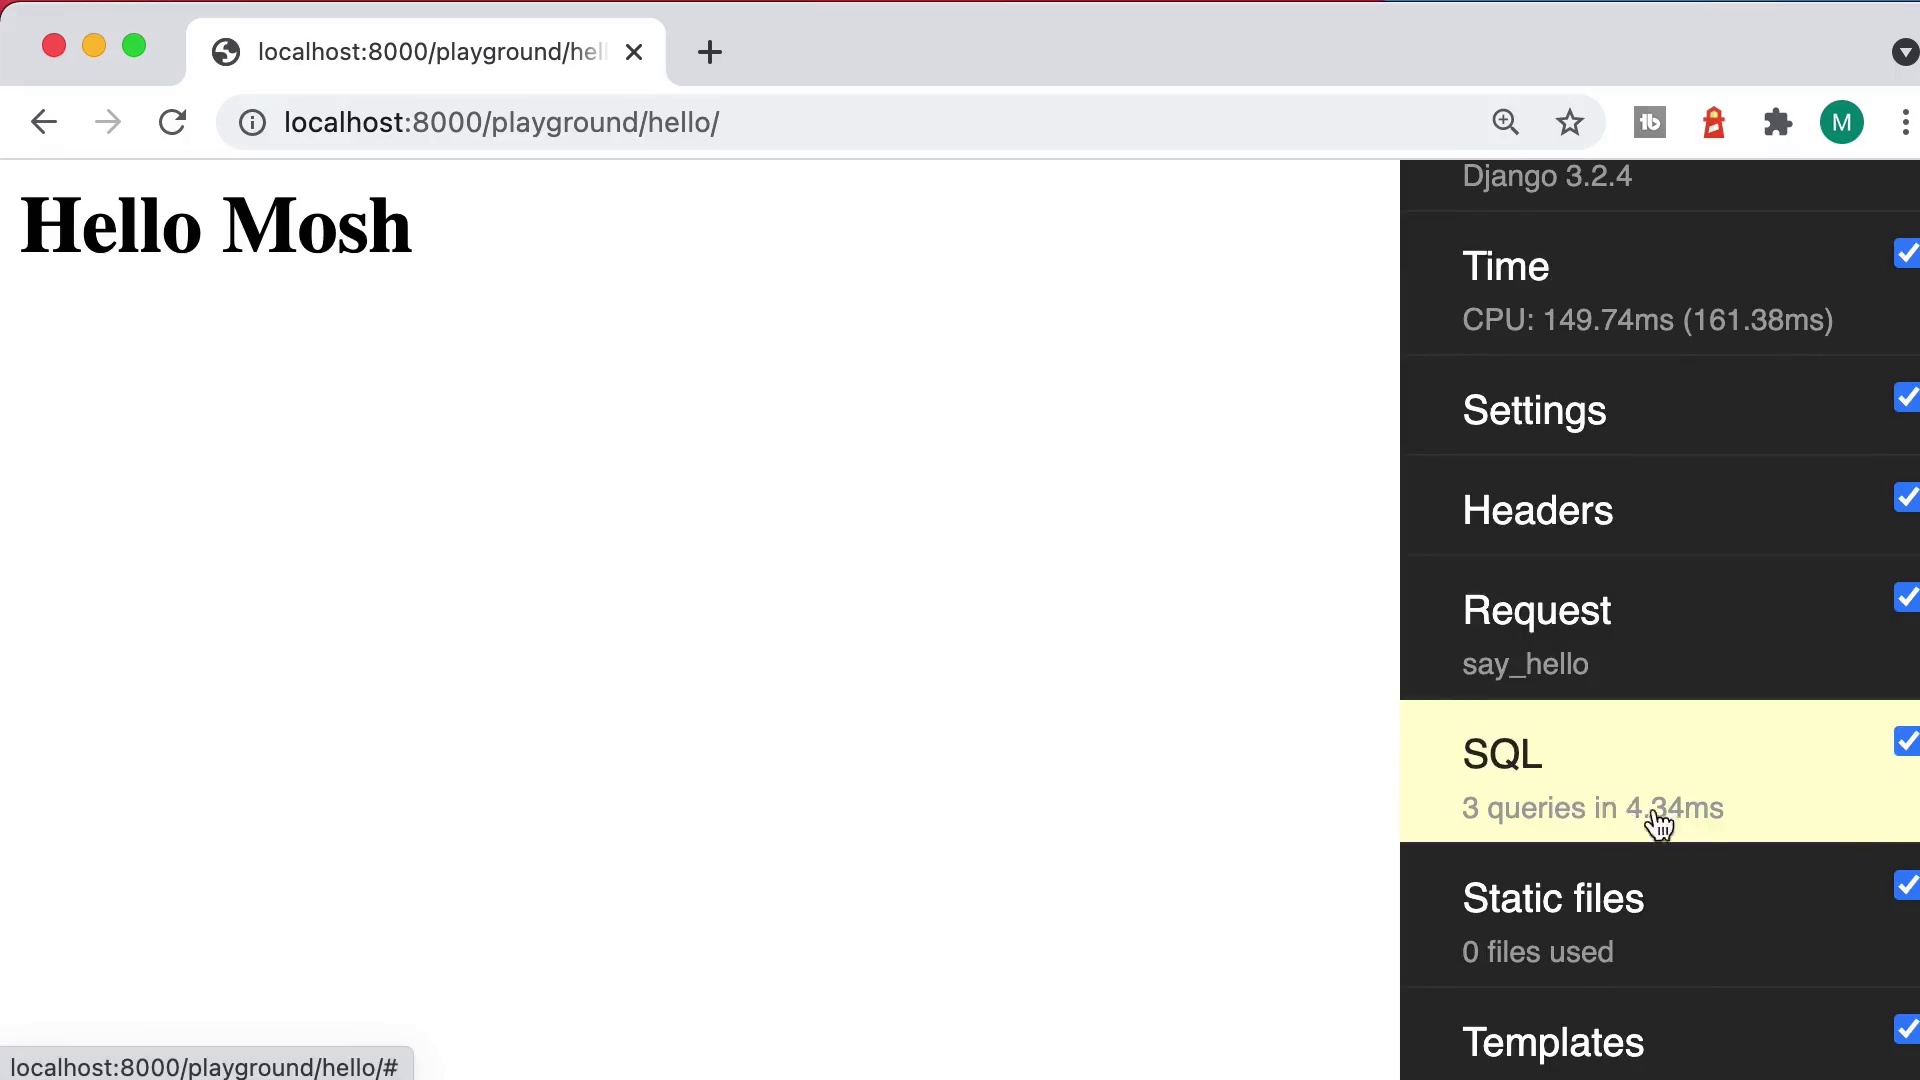 localhost:8000/playground/hell
localhost:8000/playground/hello/
M
Hello Mosh
Django 3.2.4
Time
CPU: 149.74ms (161.38ms)
Settings
Headers
Request
say_hello
SQL
3 queries in 4.34ms
Static files
0 files used
Templates
localhost:8000/playground/hello/#